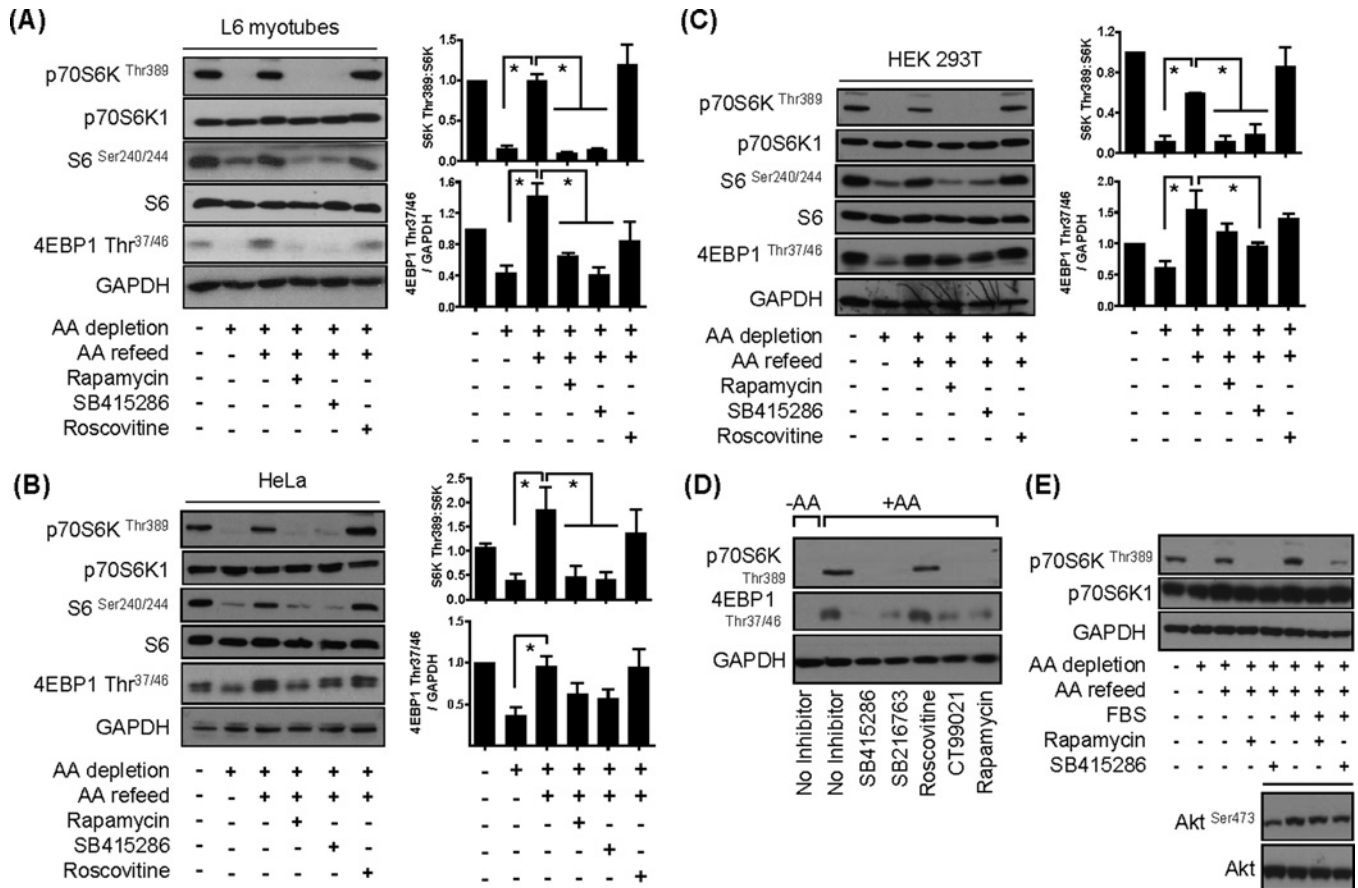 (A)
L6 myotubes
p70S6K Thr389
p70S6K1
S6 Ser240/244
S6
4EBP1 Thr37/46
GAPDH
AA depletion - + + + + +
AA refeed - - + + + +
Rapamycin - - - + - -
SB415286 - - - - + -
Roscovitine - - - - - +
S6K Thr389:S6K
1.5
1.0
0.5
0.0
* *
4EBP1 Thr37/46
/ GAPDH
2.0
1.6
1.2
0.8
0.4
0.0
* *
- + + + + +
- - + + + +
- - - + - -
- - - - + -
- - - - - +
(B)
HeLa
p70S6K Thr389
p70S6K1
S6 Ser240/244
S6
4EBP1 Thr37/46
GAPDH
AA depletion - + + + + +
AA refeed - - + + + +
Rapamycin - - - + - -
SB415286 - - - - + -
Roscovitine - - - - - +
S6K Thr389:S6K
2.5
2.0
1.5
1.0
0.5
0.0
* *
4EBP1 Thr37/46
/ GAPDH
1.5
1.0
0.5
0.0
*
- + + + + +
- - + + + +
- - - + - -
- - - - + -
- - - - - +
(C)
HEK 293T
p70S6K Thr389
p70S6K1
S6 Ser240/244
S6
4EBP1 Thr37/46
GAPDH
AA depletion - + + + + +
AA refeed - - + + + +
Rapamycin - - - + - -
SB415286 - - - - + -
Roscovitine - - - - - +
S6K Thr389:S6K
1.5
1.0
0.5
0.0
* *
4EBP1 Thr37/46
/ GAPDH
2.0
1.5
1.0
0.5
0.0
* *
- + + + + +
- - + + + +
- - - + - -
- - - - + -
- - - - - +
(D)
-AA +AA
p70S6K
Thr389
4EBP1
Thr37/46
GAPDH
No Inhibitor
No Inhibitor
SB415286
SB216763
Roscovitine
CT99021
Rapamycin
(E)
p70S6K Thr389
p70S6K1
GAPDH
AA depletion - + + + + + + +
AA refeed - - + + + + + +
FBS - - - - - + + +
Rapamycin - - - + - - + -
SB415286 - - - - + - - +
Akt Ser473
Akt